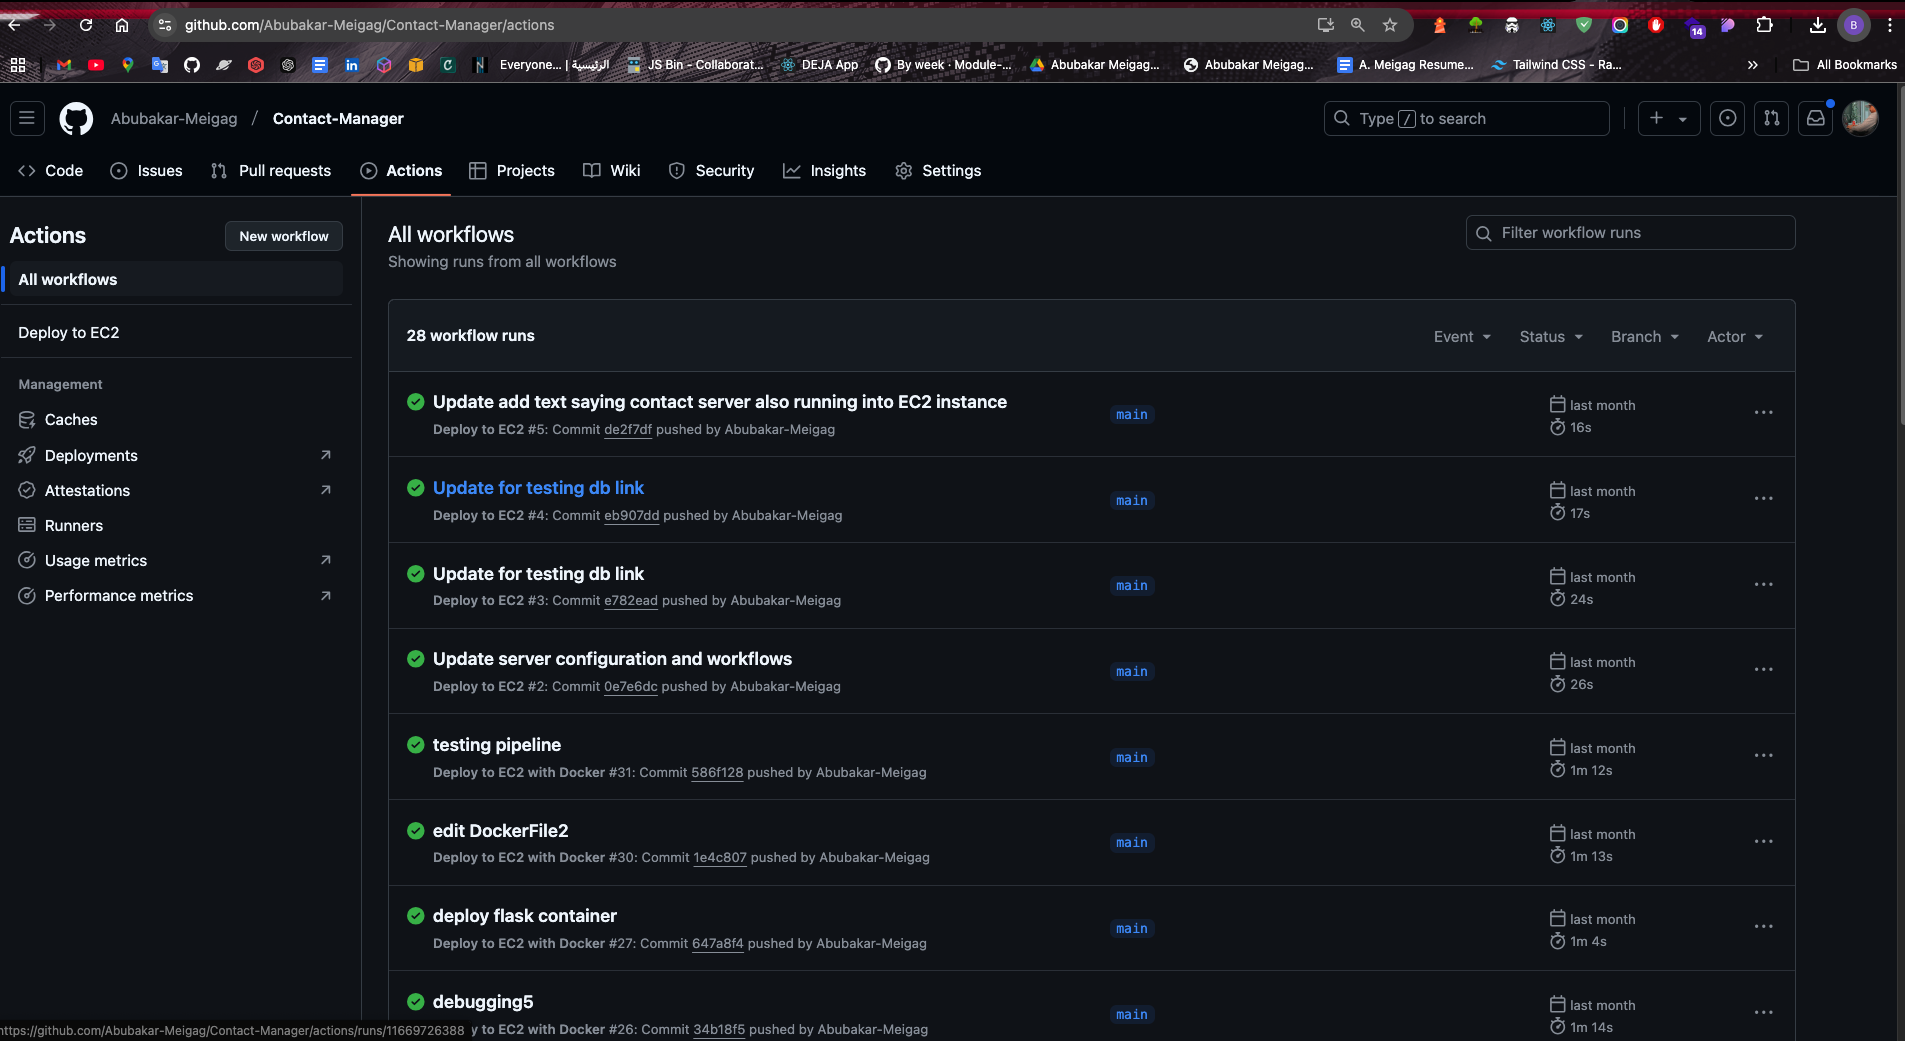 github.com/Abubakar-Meigag/Contact-Manager/actions
14
B
Everyone... | الرئيسية
JS Bin - Collaborat...
DEJA App
By week · Module-...
Abubakar Meigag...
Abubakar Meigag...
A. Meigag Resume...
Tailwind CSS - Ra...
»
All Bookmarks
Abubakar-Meigag / Contact-Manager
Type / to search
Code
Issues
Pull requests
Actions
Projects
Wiki
Security
Insights
Settings
Actions
New workflow
All workflows
Deploy to EC2
Management
Caches
Deployments
Attestations
Runners
Usage metrics
Performance metrics
All workflows
Showing runs from all workflows
Filter workflow runs
28 workflow runs
Event
Status
Branch
Actor
Update add text saying contact server also running into EC2 instance
Deploy to EC2 #5: Commit de2f7df pushed by Abubakar-Meigag
main
last month
16s
Update for testing db link
Deploy to EC2 #4: Commit eb907dd pushed by Abubakar-Meigag
main
last month
17s
Update for testing db link
Deploy to EC2 #3: Commit e782ead pushed by Abubakar-Meigag
main
last month
24s
Update server configuration and workflows
Deploy to EC2 #2: Commit 0e7e6dc pushed by Abubakar-Meigag
main
last month
26s
testing pipeline
Deploy to EC2 with Docker #31: Commit 586f128 pushed by Abubakar-Meigag
main
last month
1m 12s
edit DockerFile2
Deploy to EC2 with Docker #30: Commit 1e4c807 pushed by Abubakar-Meigag
main
last month
1m 13s
deploy flask container
Deploy to EC2 with Docker #27: Commit 647a8f4 pushed by Abubakar-Meigag
main
last month
1m 4s
debugging5
y to EC2 with Docker #26: Commit 34b18f5 pushed by Abubakar-Meigag
main
last month
1m 14s
https://github.com/Abubakar-Meigag/Contact-Manager/actions/runs/11669726388